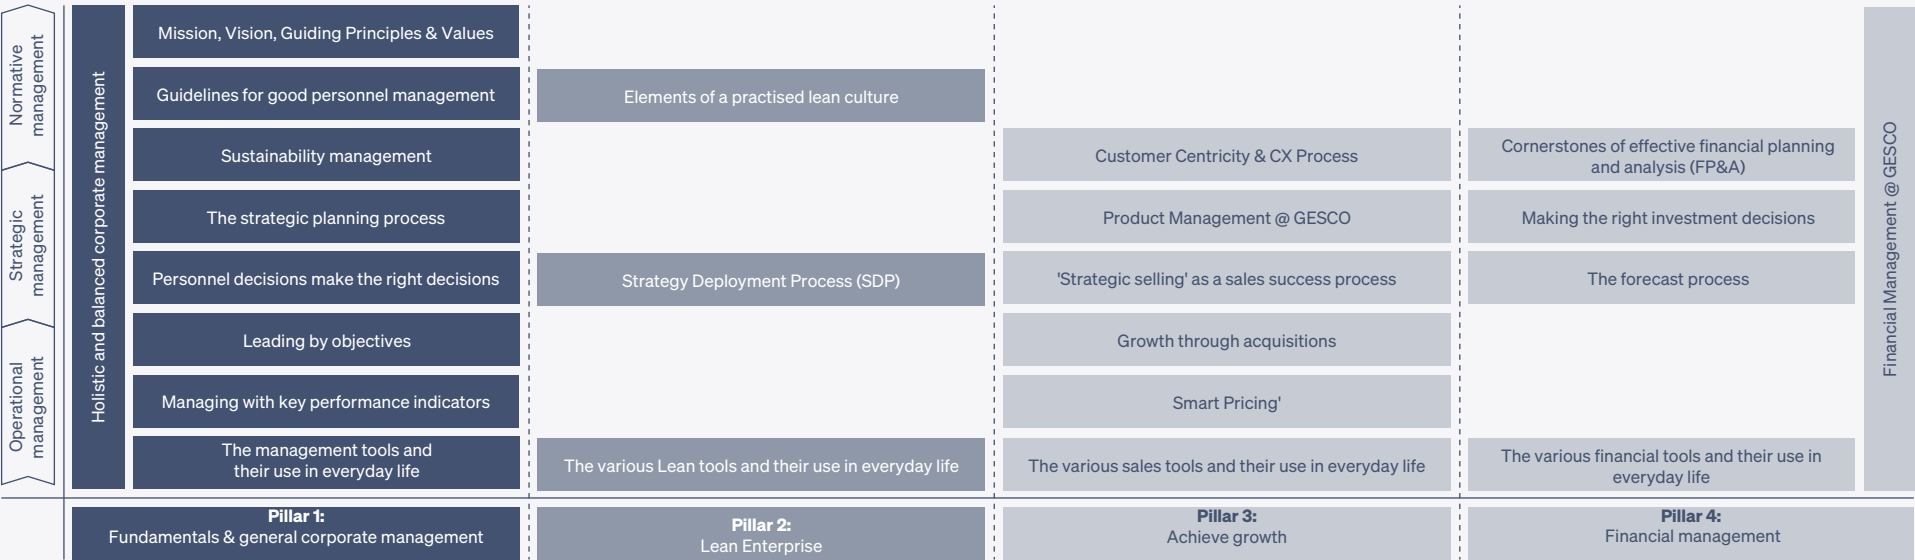 Normative
management
Strategic
management
Operational
management
Holistic and balanced corporate management
Mission, Vision, Guiding Principles & Values
Guidelines for good personnel management
Sustainability management
The strategic planning process
Personnel decisions make the right decisions
Leading by objectives
Managing with key performance indicators
The management tools and
their use in everyday life
Pillar 1:
Fundamentals & general corporate management
Elements of a practised lean culture
Strategy Deployment Process (SDP)
The various Lean tools and their use in everyday life
Pillar 2:
Lean Enterprise
Customer Centricity & CX Process
Product Management @ GESCO
'Strategic selling' as a sales success process
Growth through acquisitions
Smart Pricing'
The various sales tools and their use in everyday life
Pillar 3:
Achieve growth
Cornerstones of effective financial planning
and analysis (FP&A)
Making the right investment decisions
The forecast process
The various financial tools and their use in
everyday life
Financial Management @ GESCO
Pillar 4:
Financial management